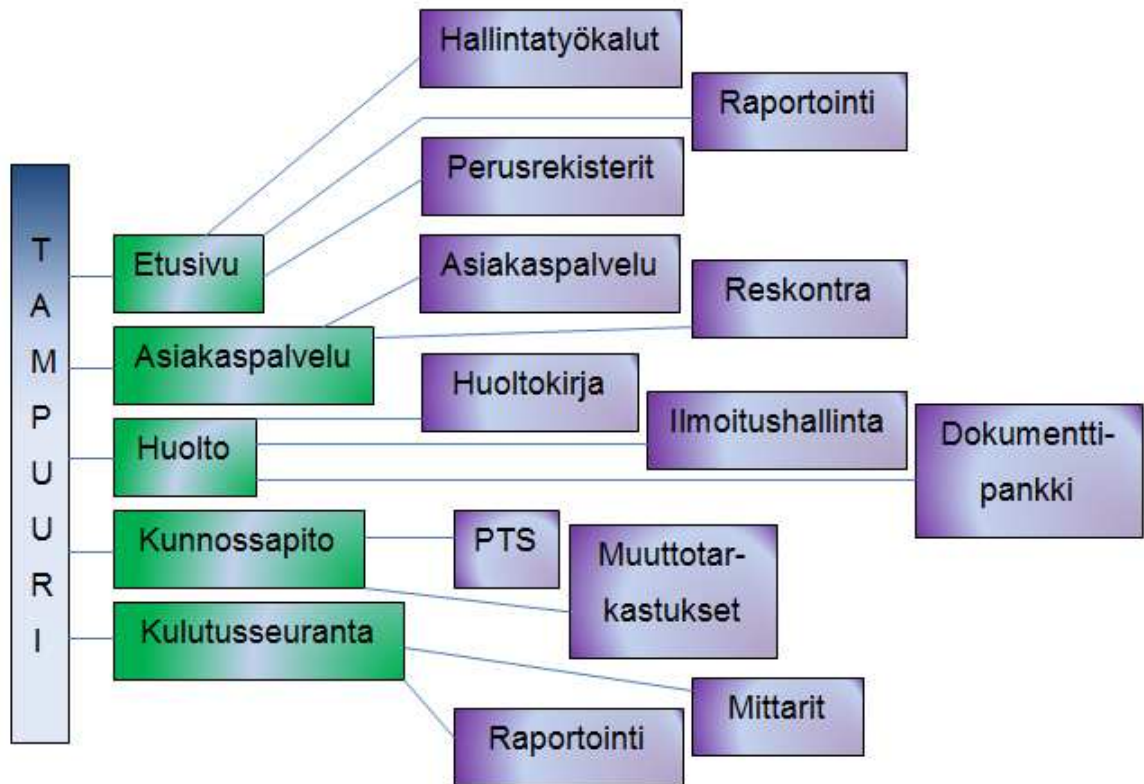 TAMPUURI
Hallintatyökalut
Raportointi
Perusrekisterit
Etusivu
Asiakaspalvelu
Reskontra
Asiakaspalvelu
Huoltokirja
Ilmoitushallinta
Dokumentti-
pankki
Huolto
Kunnossapito
PTS
Muuttotar-
kastukset
Kulutusseuranta
Mittarit
Raportointi